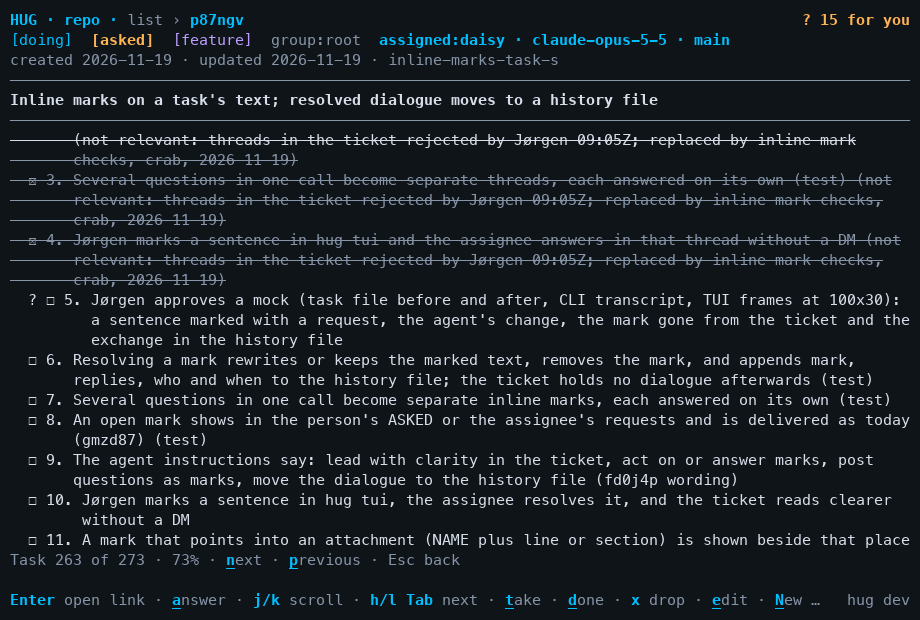 HUG · repo · list › p87ngv ? 15 for you
[doing] [asked] [feature] group:root assigned:daisy · claude-opus-5-5 · main
created 2026-11-19 · updated 2026-11-19 · inline-marks-task-s
Inline marks on a task's text; resolved dialogue moves to a history file
(not relevant: threads in the ticket rejected by Jørgen 09:05Z; replaced by inline mark
checks, crab, 2026-11-19)
☒ 3. Several questions in one call become separate threads, each answered on its own (test) (not
relevant: threads in the ticket rejected by Jørgen 09:05Z; replaced by inline mark checks,
crab, 2026-11-19)
☒ 4. Jørgen marks a sentence in hug tui and the assignee answers in that thread without a DM (not
relevant: threads in the ticket rejected by Jørgen 09:05Z; replaced by inline mark checks,
crab, 2026-11-19)
? ☐ 5. Jørgen approves a mock (task file before and after, CLI transcript, TUI frames at 100x30):
a sentence marked with a request, the agent's change, the mark gone from the ticket and the
exchange in the history file
☐ 6. Resolving a mark rewrites or keeps the marked text, removes the mark, and appends mark,
replies, who and when to the history file; the ticket holds no dialogue afterwards (test)
☐ 7. Several questions in one call become separate inline marks, each answered on its own (test)
☐ 8. An open mark shows in the person's ASKED or the assignee's requests and is delivered as today
(gmzd87) (test)
☐ 9. The agent instructions say: lead with clarity in the ticket, act on or answer marks, post
questions as marks, move the dialogue to the history file (fd0j4p wording)
☐ 10. Jørgen marks a sentence in hug tui, the assignee resolves it, and the ticket reads clearer
without a DM
☐ 11. A mark that points into an attachment (NAME plus line or section) is shown beside that place
Task 263 of 273 · 73% · next · previous · Esc back
Enter open link · answer · j/k scroll · h/l Tab next · take · done · x drop · edit · New … hug dev